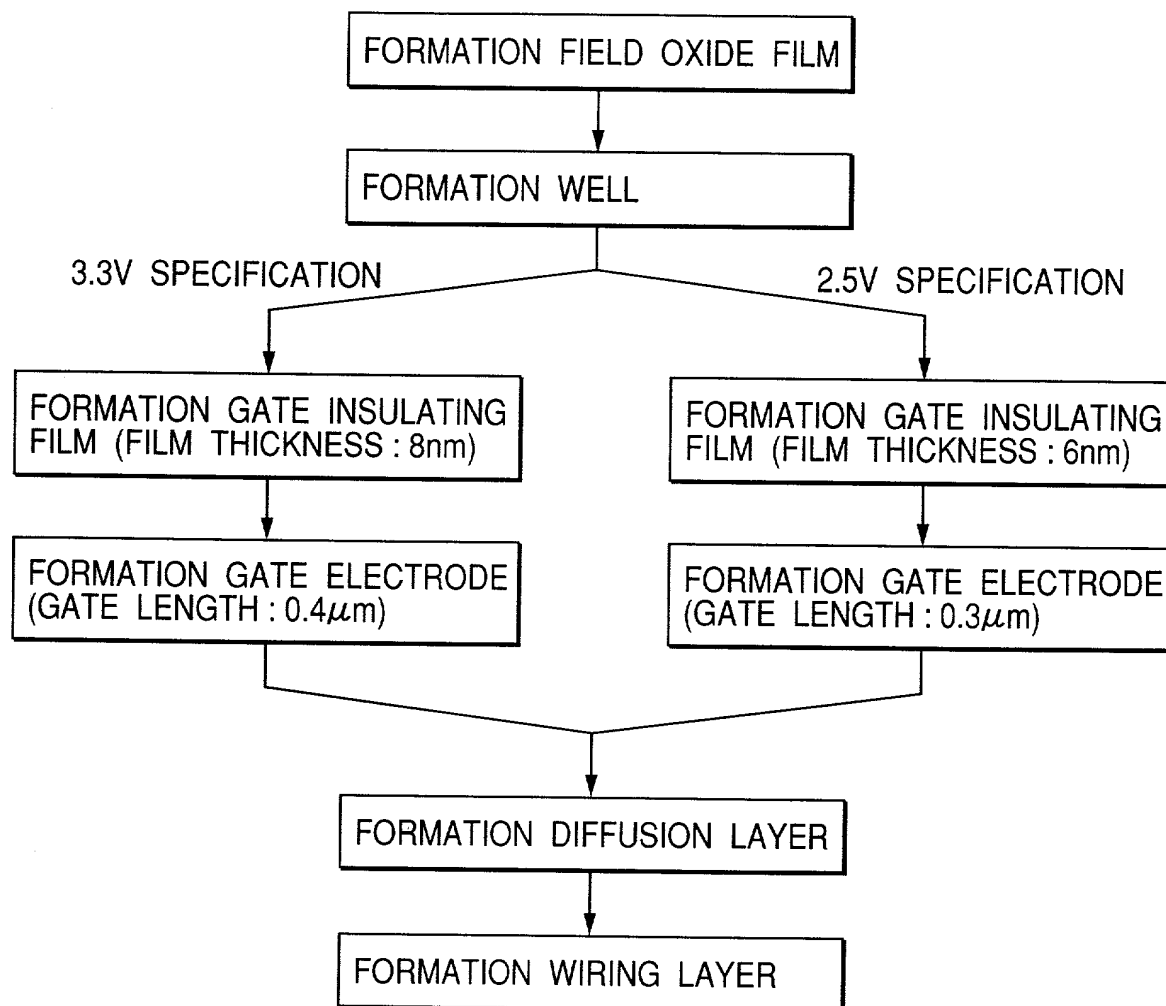 FORMATION FIELD OXIDE FILM
FORMATION WELL
3.3V SPECIFICATION
2.5V SPECIFICATION
FORMATION GATE INSULATING
FILM (FILM THICKNESS : 8nm)
FORMATION GATE INSULATING
FILM (FILM THICKNESS : 6nm)
FORMATION GATE ELECTRODE
(GATE LENGTH : 0.4μm)
FORMATION GATE ELECTRODE
(GATE LENGTH : 0.3μm)
FORMATION DIFFUSION LAYER
FORMATION WIRING LAYER